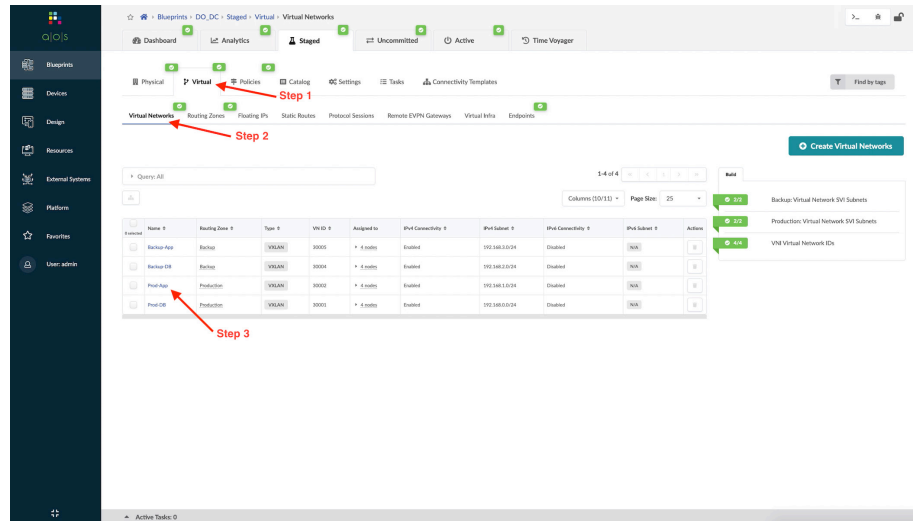 Blueprints › DO_DC › Staged › Virtual › Virtual Networks
a|o|s
Dashboard Analytics Staged Uncommitted Active Time Voyager
Blueprints
Physical Virtual Policies Catalog Settings Tasks Connectivity Templates Find by tags
Devices
Step 1
Virtual Networks Routing Zones Floating IPs Static Routes Protocol Sessions Remote EVPN Gateways Virtual Infra Endpoints
Design
Step 2
Resources
Create Virtual Networks
External Systems
Query: All 1-4 of 4 Build
Platform
Columns (10/11) Page Size: 25
2/2 Backup: Virtual Network SVI Subnets
2/2 Production: Virtual Network SVI Subnets
4/4 VNI Virtual Network IDs
Favorites
User: admin
0 selected Name Routing Zone Type VN ID Assigned to IPv4 Connectivity IPv4 Subnet IPv6 Connectivity IPv6 Subnet Actions
Backup-App Backup VXLAN 30005 4 nodes Enabled 192.168.3.0/24 Disabled N/A
Backup-DB Backup VXLAN 30004 4 nodes Enabled 192.168.2.0/24 Disabled N/A
Prod-App Production VXLAN 30002 4 nodes Enabled 192.168.1.0/24 Disabled N/A
Prod-DB Production VXLAN 30001 4 nodes Enabled 192.168.0.0/24 Disabled N/A
Step 3
Active Tasks: 0